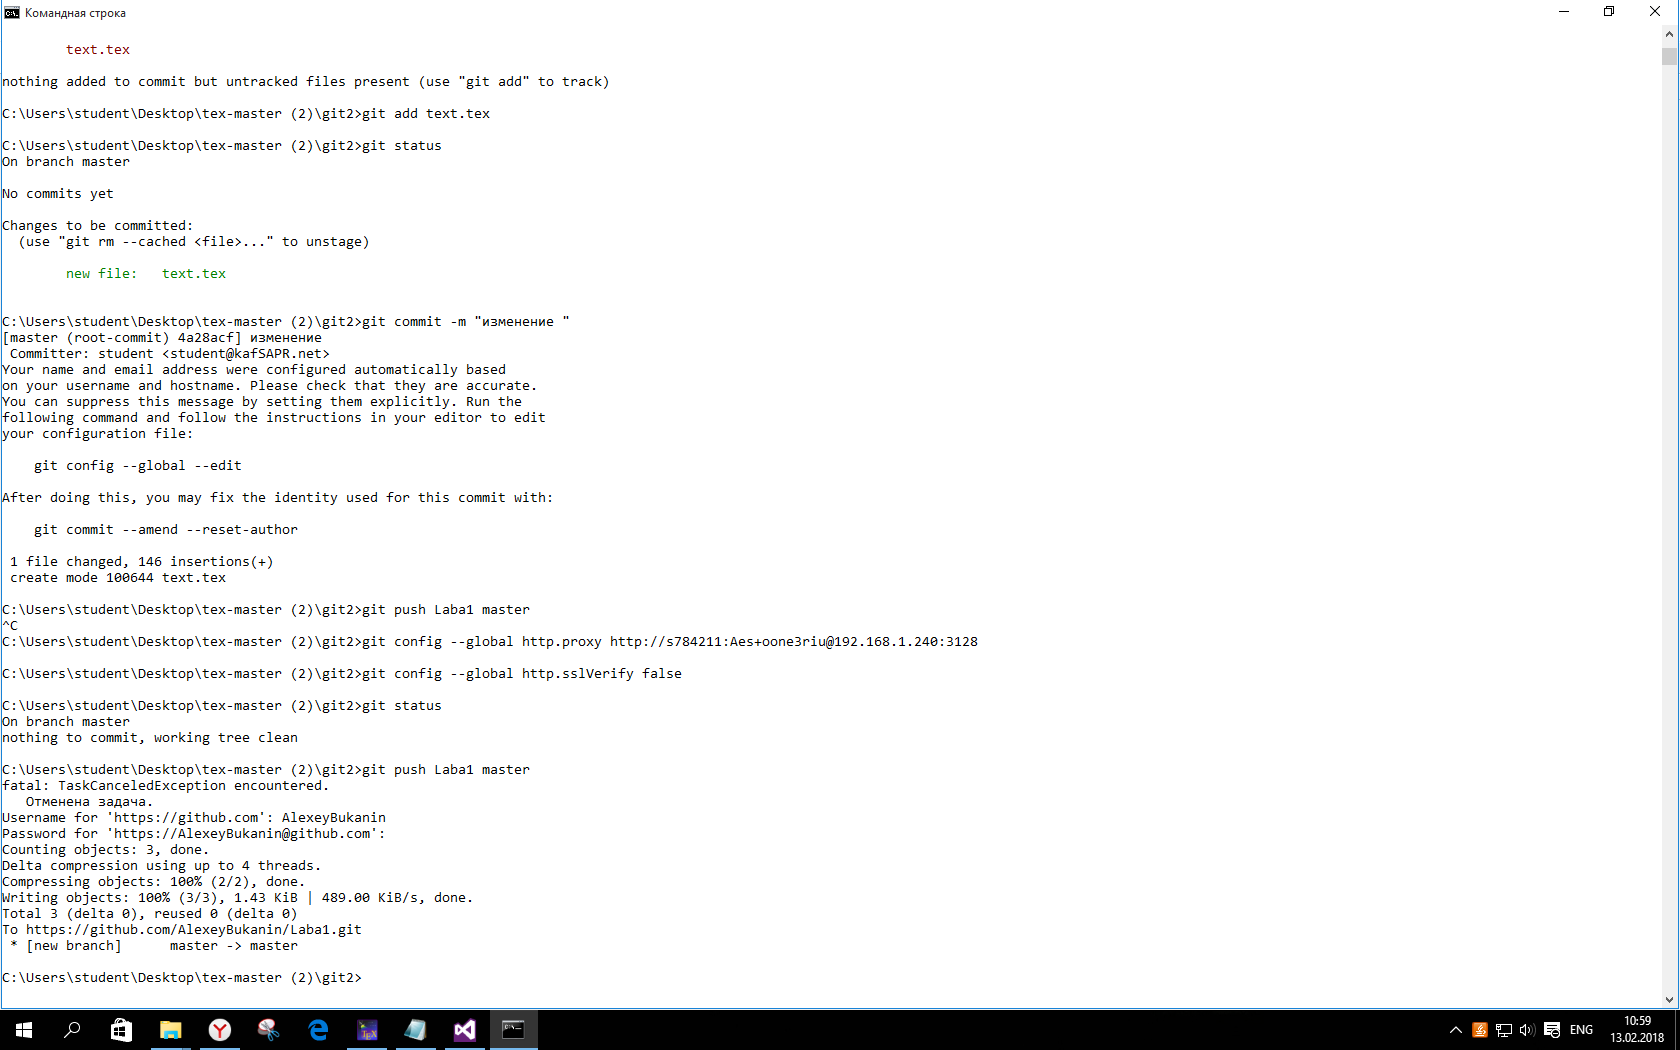 Командная строка
text.tex
nothing added to commit but untracked files present (use "git add" to track)
C:\Users\student\Desktop\tex-master (2)\git2>git add text.tex
C:\Users\student\Desktop\tex-master (2)\git2>git status
On branch master
No commits yet
Changes to be committed:
  (use "git rm --cached <file>..." to unstage)
new file:   text.tex
C:\Users\student\Desktop\tex-master (2)\git2>git commit -m "изменение "
[master (root-commit) 4a28acf] изменение
 Committer: student <student@kafSAPR.net>
Your name and email address were configured automatically based
on your username and hostname. Please check that they are accurate.
You can suppress this message by setting them explicitly. Run the
following command and follow the instructions in your editor to edit
your configuration file:
    git config --global --edit
After doing this, you may fix the identity used for this commit with:
    git commit --amend --reset-author
 1 file changed, 146 insertions(+)
 create mode 100644 text.tex
C:\Users\student\Desktop\tex-master (2)\git2>git push Laba1 master
^C
C:\Users\student\Desktop\tex-master (2)\git2>git config --global http.proxy http://s784211:Aes+oone3riu@192.168.1.240:3128
C:\Users\student\Desktop\tex-master (2)\git2>git config --global http.sslVerify false
C:\Users\student\Desktop\tex-master (2)\git2>git status
On branch master
nothing to commit, working tree clean
C:\Users\student\Desktop\tex-master (2)\git2>git push Laba1 master
fatal: TaskCanceledException encountered.
   Отменена задача.
Username for 'https://github.com': AlexeyBukanin
Password for 'https://AlexeyBukanin@github.com':
Counting objects: 3, done.
Delta compression using up to 4 threads.
Compressing objects: 100% (2/2), done.
Writing objects: 100% (3/3), 1.43 KiB | 489.00 KiB/s, done.
Total 3 (delta 0), reused 0 (delta 0)
To https://github.com/AlexeyBukanin/Laba1.git
 * [new branch]      master -> master
C:\Users\student\Desktop\tex-master (2)\git2>
ENG
10:59
13.02.2018